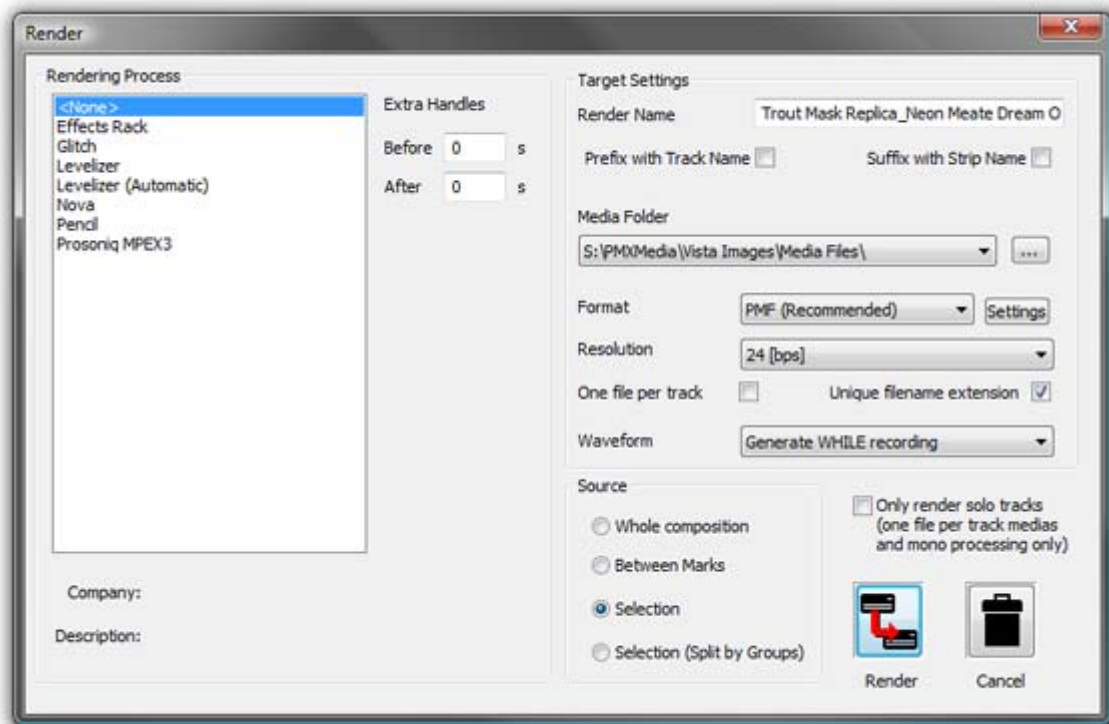 Render
Rendering Process
<None>
Effects Rack
Glitch
Levelizer
Levelizer (Automatic)
Nova
Pencil
Prosoniq MPEX3
Extra Handles
Before 0 s
After 0 s
Company:
Description:
Target Settings
Render Name Trout Mask Replica_Neon Meate Dream O
Prefix with Track Name Suffix with Strip Name
Media Folder
S:\PMXMedia\Vista Images\Media Files\ ...
Format PMF (Recommended) Settings
Resolution 24 [bps]
One file per track Unique filename extension
Waveform Generate WHILE recording
Source
Whole composition
Between Marks
Selection
Selection (Split by Groups)
Only render solo tracks
(one file per track medias
and mono processing only)
Render Cancel